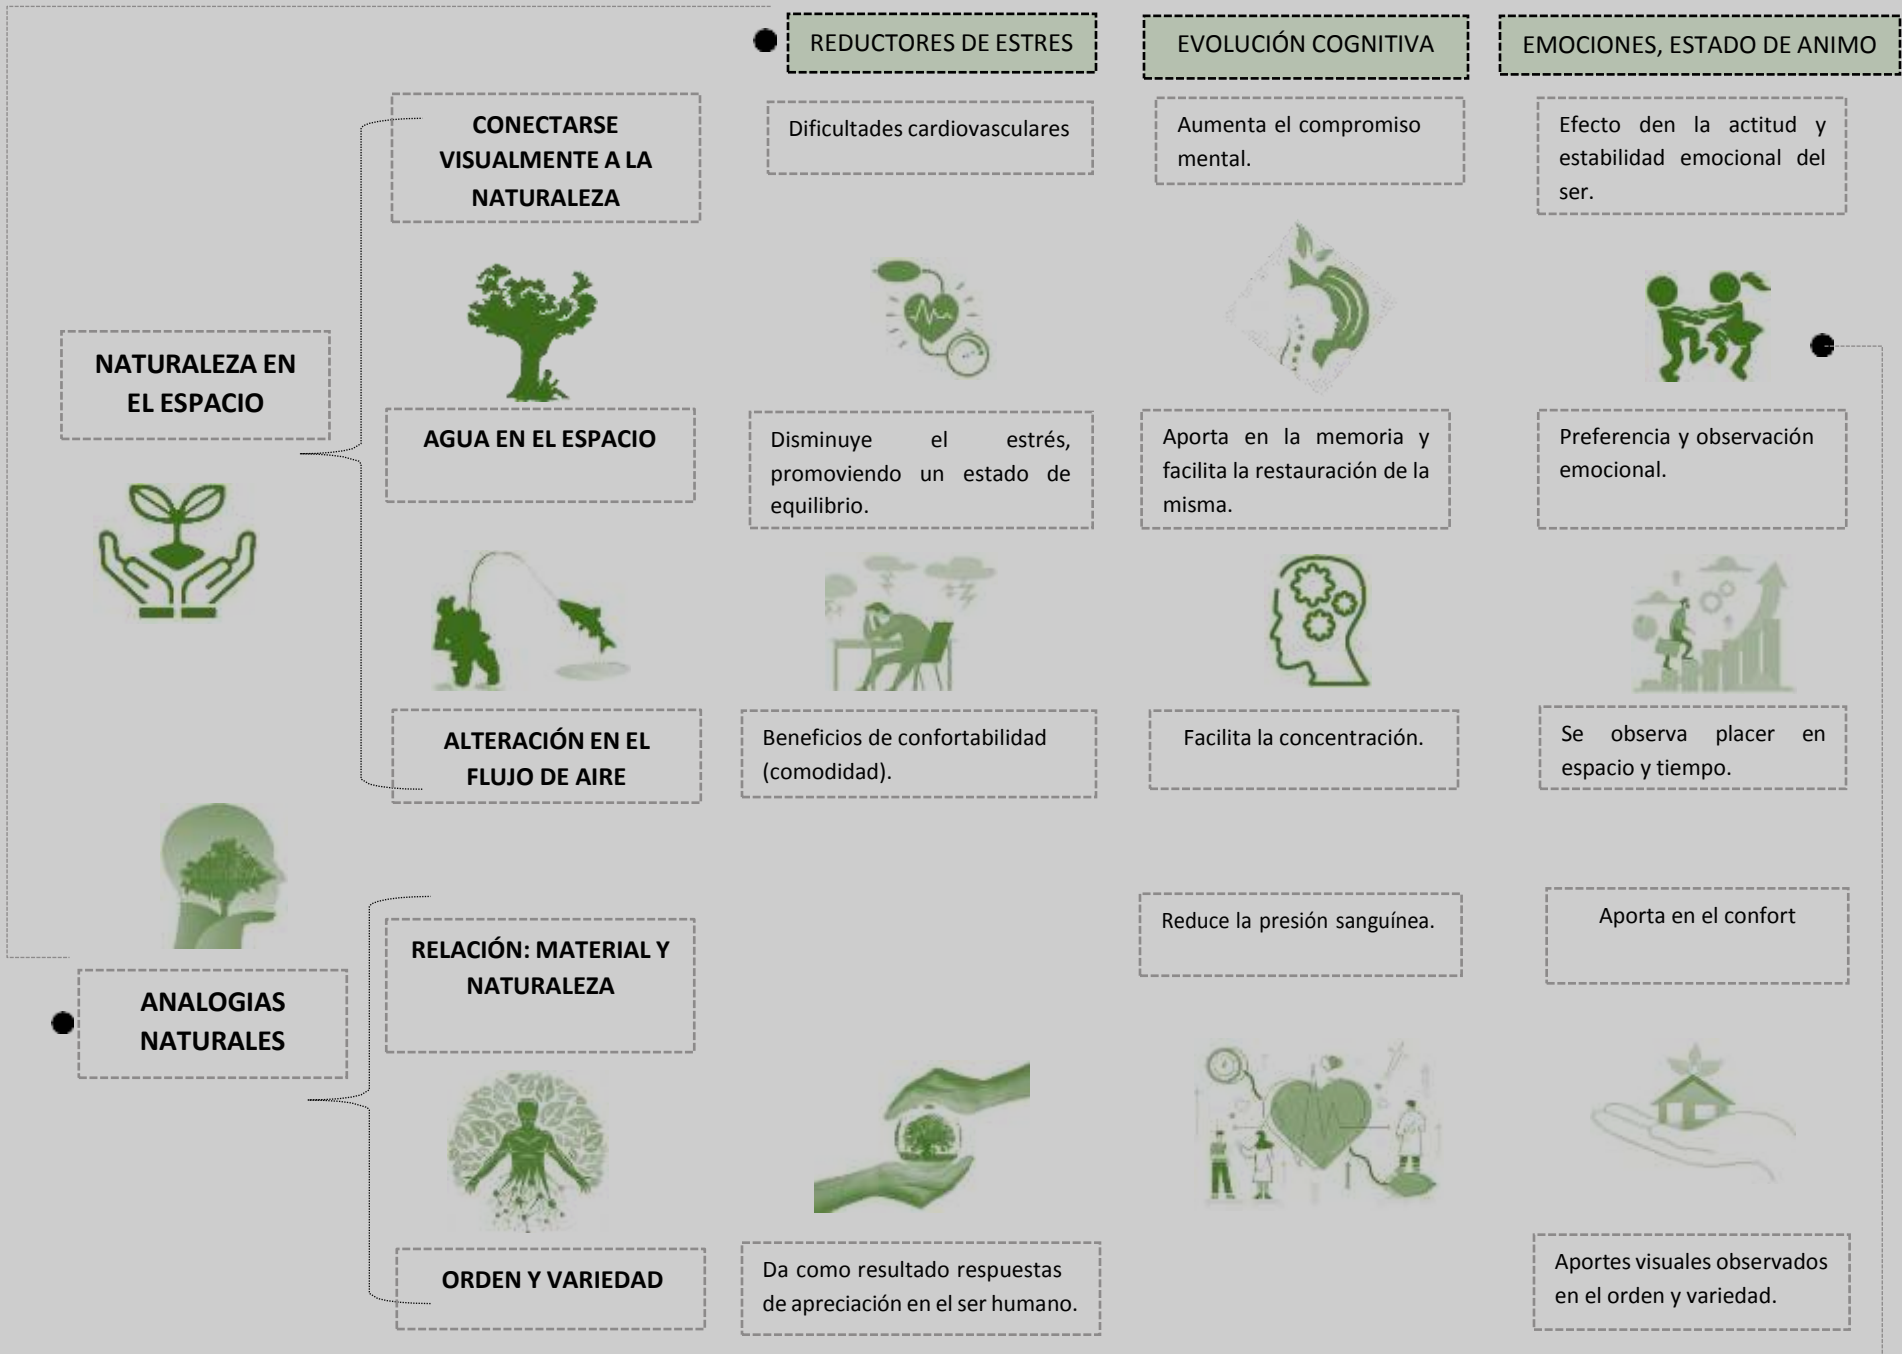 REDUCTORES DE ESTRES
EVOLUCIÓN COGNITIVA
EMOCIONES, ESTADO DE ANIMO
CONECTARSE
VISUALMENTE A LA
NATURALEZA
Dificultades cardiovasculares
Aumenta el compromiso
mental.
Efecto den la actitud y
estabilidad emocional del
ser.
NATURALEZA EN
EL ESPACIO
AGUA EN EL ESPACIO
Disminuye el estrés,
promoviendo un estado de
equilibrio.
Aporta en la memoria y
facilita la restauración de la
misma.
Preferencia y observación
emocional.
ALTERACIÓN EN EL
FLUJO DE AIRE
Beneficios de confortabilidad
(comodidad).
Facilita la concentración.
Se observa placer en
espacio y tiempo.
ANALOGIAS
NATURALES
RELACIÓN: MATERIAL Y
NATURALEZA
Reduce la presión sanguínea.
Aporta en el confort
ORDEN Y VARIEDAD
Da como resultado respuestas
de apreciación en el ser humano.
Aportes visuales observados
en el orden y variedad.